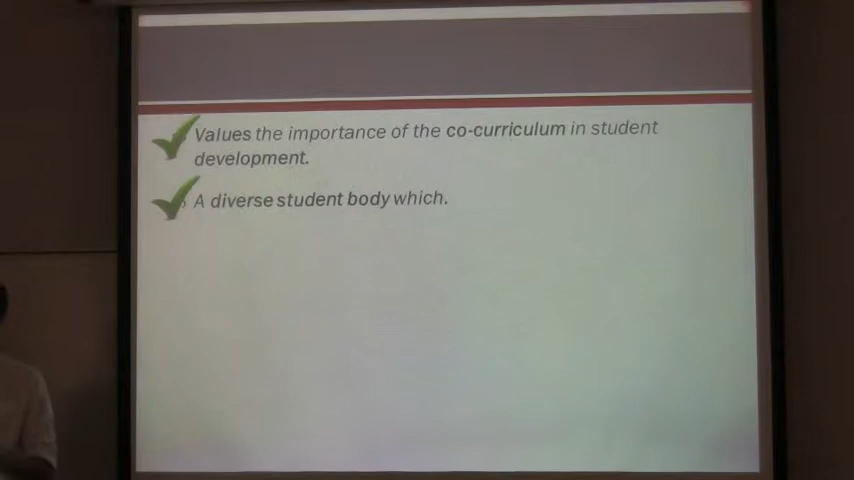 Values the importance of the co-curriculum in student
development.
A diverse student body which.